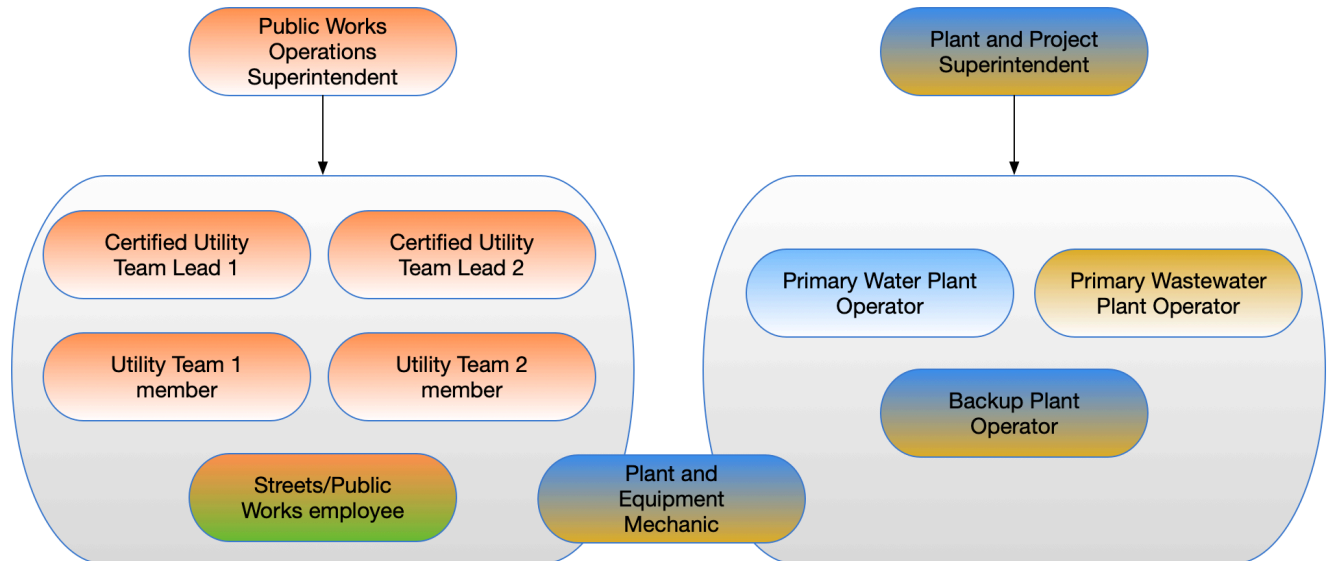 Public Works
Operations
Superintendent
Plant and Project
Superintendent
Certified Utility
Team Lead 1
Certified Utility
Team Lead 2
Primary Water Plant
Operator
Primary Wastewater
Plant Operator
Utility Team 1
member
Utility Team 2
member
Backup Plant
Operator
Streets/Public
Works employee
Plant and
Equipment
Mechanic